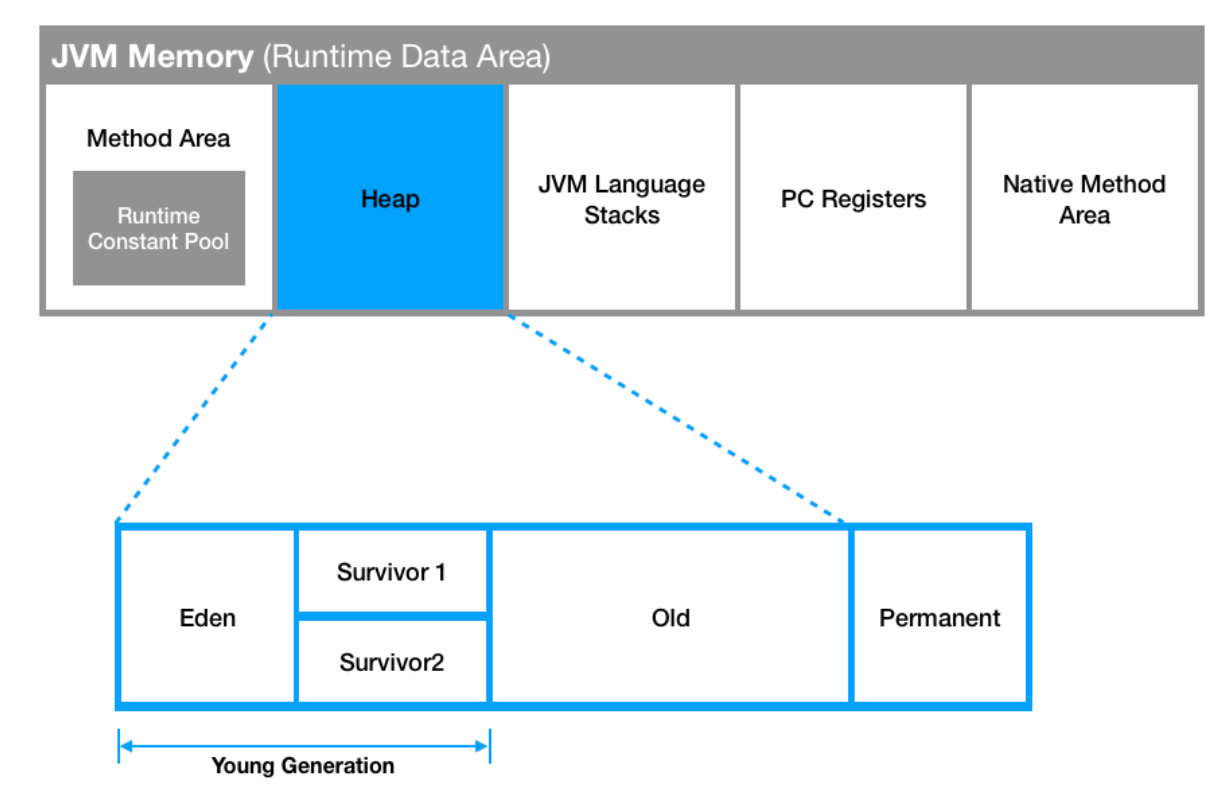 JVM Memory (Runtime Data Area)
Method Area
Runtime
Constant Pool
Heap
JVM Language
Stacks
PC Registers
Native Method
Area
Eden
Survivor 1
Survivor2
Old
Permanent
Young Generation